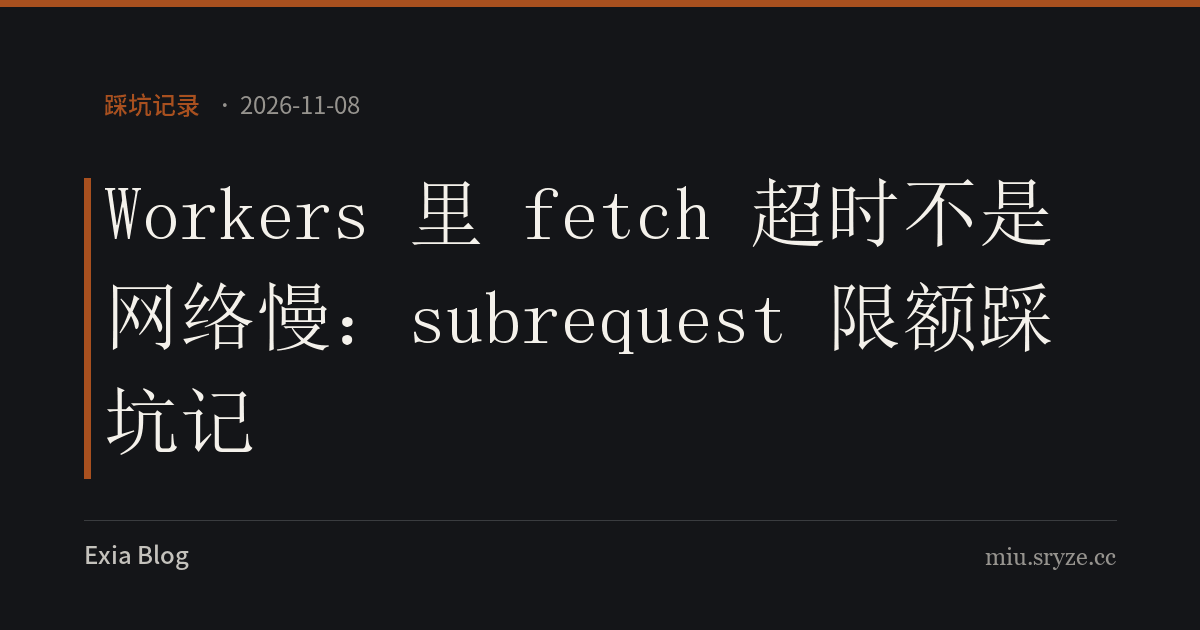 踩坑记录 · 2026-11-08
Workers 里 fetch 超时不是
网络慢：subrequest 限额踩
坑记
Exia Blog
miu.sryze.cc